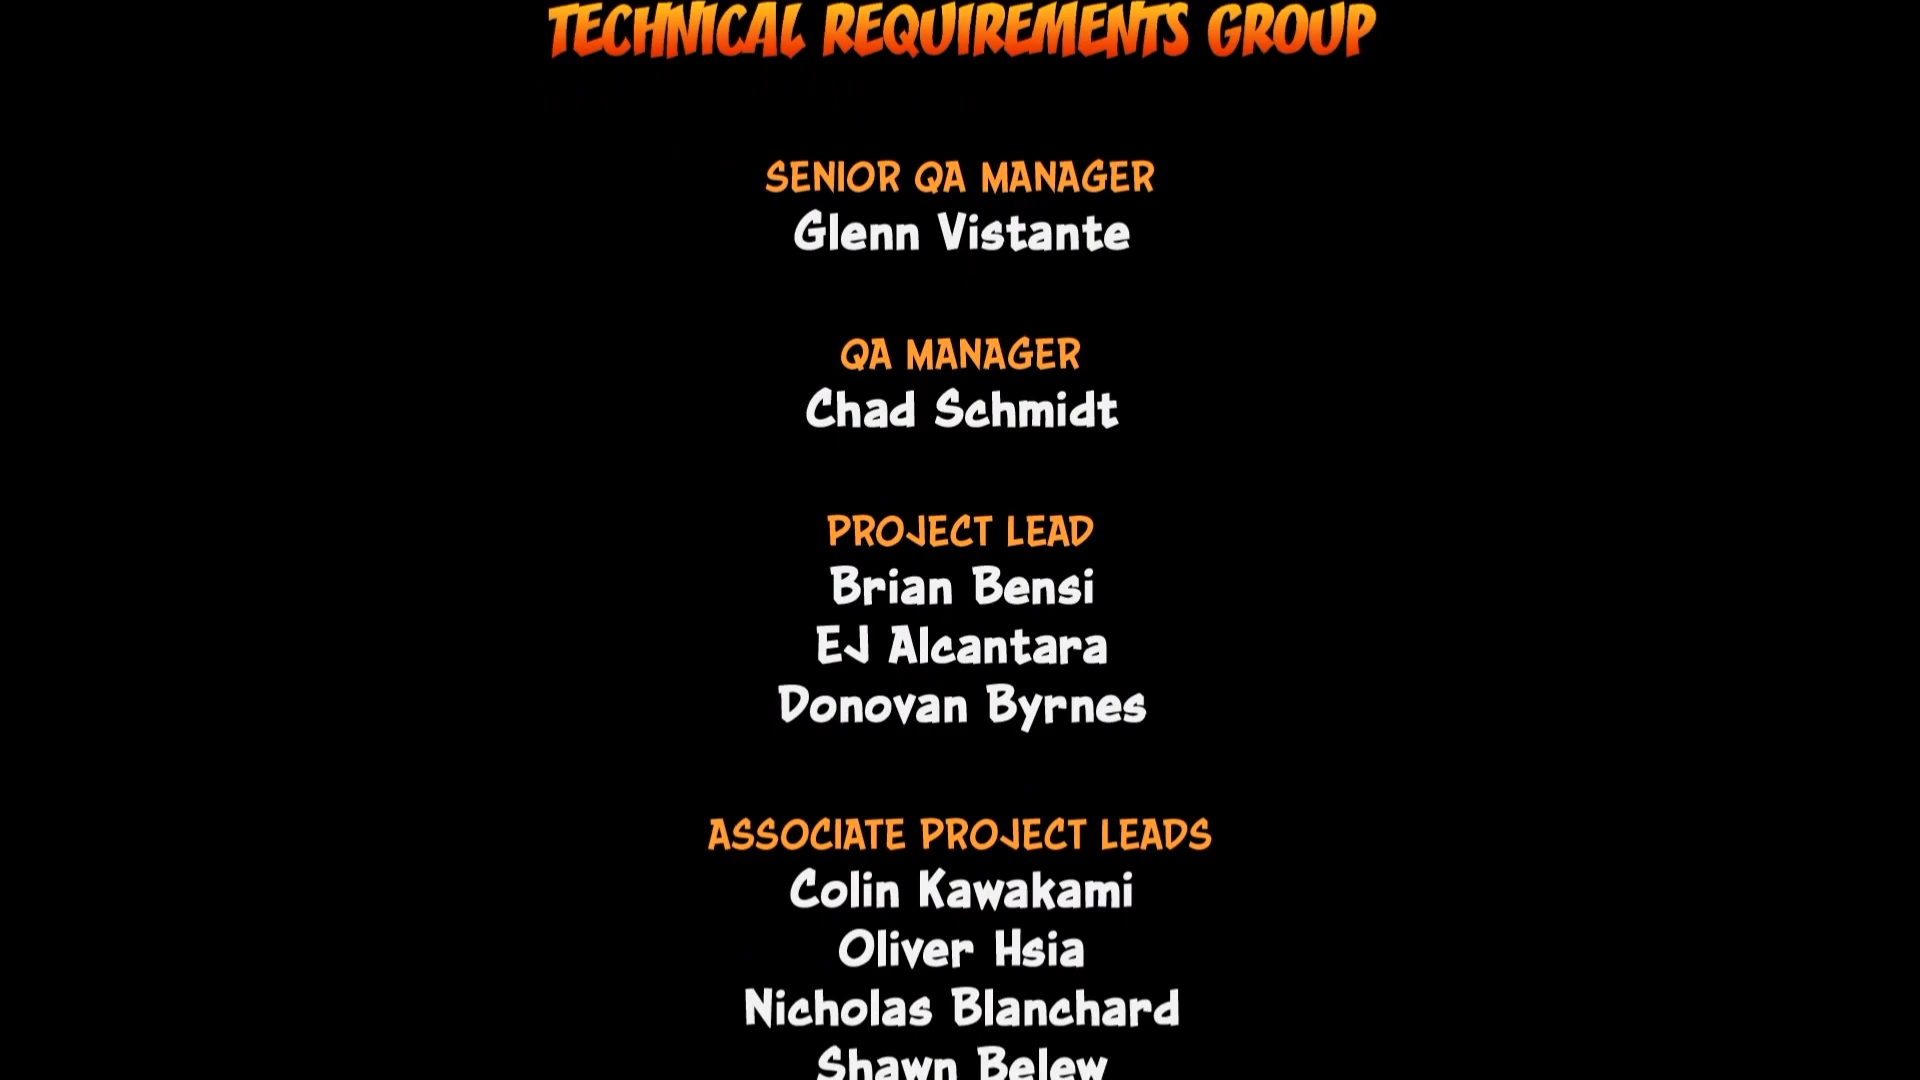 TECHNICAL REQUIREMENTS GROUP
SENIOR QA MANAGER
Glenn Vistante
QA MANAGER
Chad Schmidt
PROJECT LEAD
Brian Bensi
EJ Alcantara
Donovan Byrnes
ASSOCIATE PROJECT LEADS
Colin Kawakami
Oliver Hsia
Nicholas Blanchard
Shawn Belew